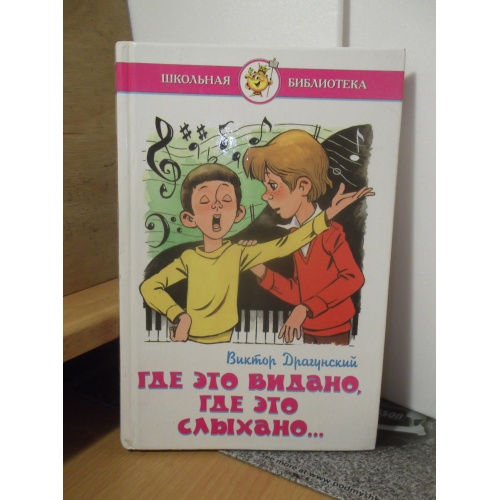 ШКОЛЬНАЯ БИБЛИОТЕКА
Виктор Драгунский
ГДЕ ЭТО ВИДАНО,
ГДЕ ЭТО
СЛЫХАНО...